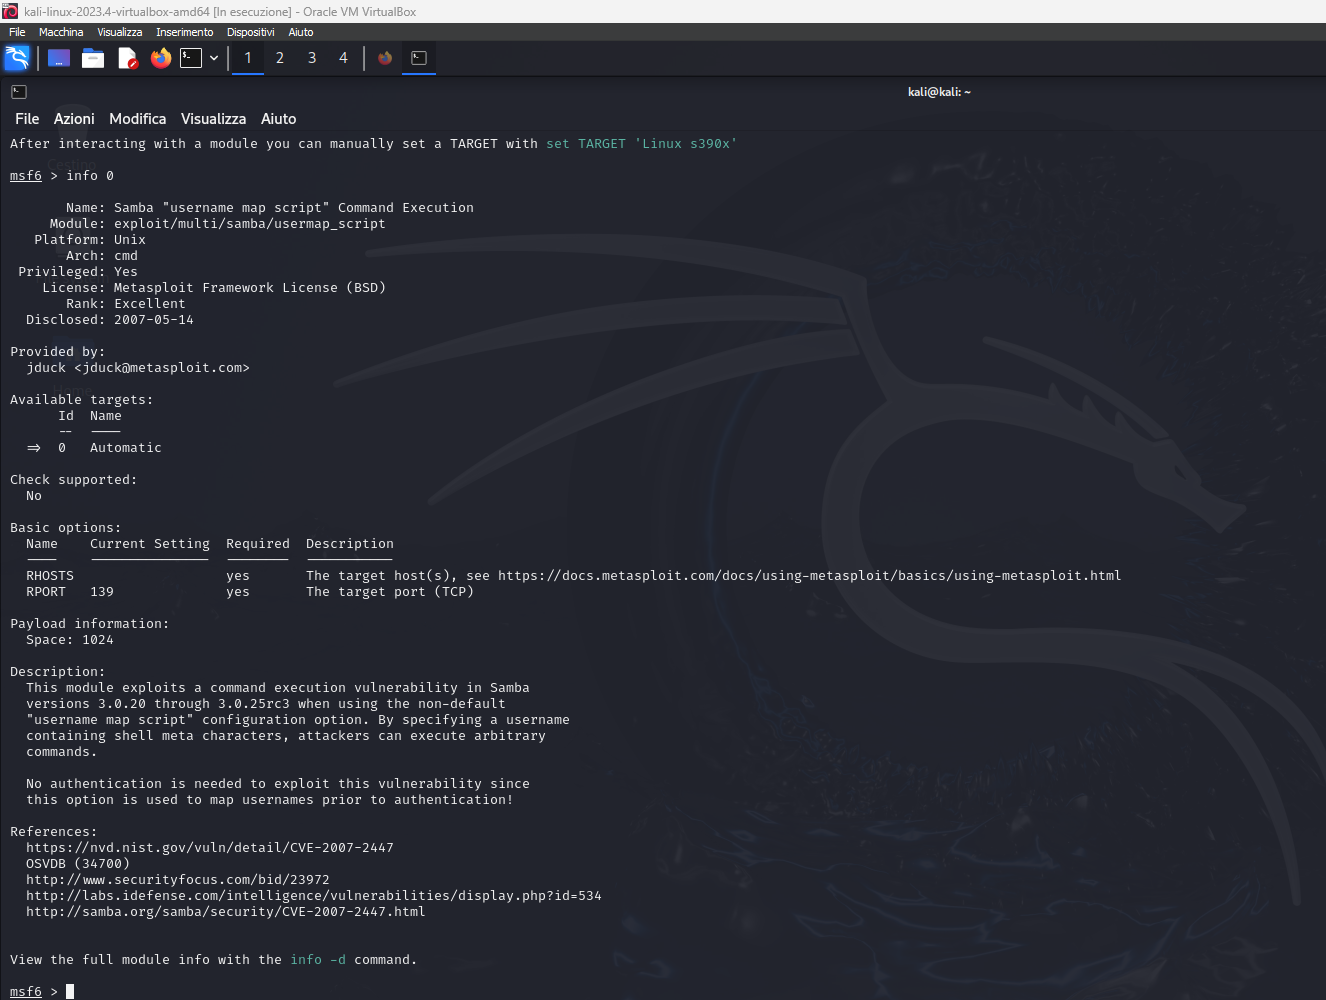 kali-linux-2023.4-virtualbox-amd64 [In esecuzione] - Oracle VM VirtualBox
File Macchina Visualizza Inserimento Dispositivi Aiuto
1 2 3 4
kali@kali: ~
File Azioni Modifica Visualizza Aiuto
After interacting with a module you can manually set a TARGET with set TARGET 'Linux s390x'
Cestino
msf6 > info 0
Name: Samba "username map script" Command Execution
Module: exploit/multi/samba/usermap_script
Platform: Unix
Arch: cmd
Privileged: Yes
License: Metasploit Framework License (BSD)
Rank: Excellent
Disclosed: 2007-05-14
Provided by:
jduck <jduck@metasploit.com>
Home
Available targets:
Id  Name
--  ----
=>  0   Automatic
Check supported:
No
Basic options:
Name    Current Setting  Required  Description
----    ---------------  --------  -----------
RHOSTS                   yes       The target host(s), see https://docs.metasploit.com/docs/using-metasploit/basics/using-metasploit.html
RPORT   139              yes       The target port (TCP)
Payload information:
Space: 1024
Description:
This module exploits a command execution vulnerability in Samba
versions 3.0.20 through 3.0.25rc3 when using the non-default
"username map script" configuration option. By specifying a username
containing shell meta characters, attackers can execute arbitrary
commands.
No authentication is needed to exploit this vulnerability since
this option is used to map usernames prior to authentication!
References:
https://nvd.nist.gov/vuln/detail/CVE-2007-2447
OSVDB (34700)
http://www.securityfocus.com/bid/23972
http://labs.idefense.com/intelligence/vulnerabilities/display.php?id=534
http://samba.org/samba/security/CVE-2007-2447.html
View the full module info with the info -d command.
msf6 >